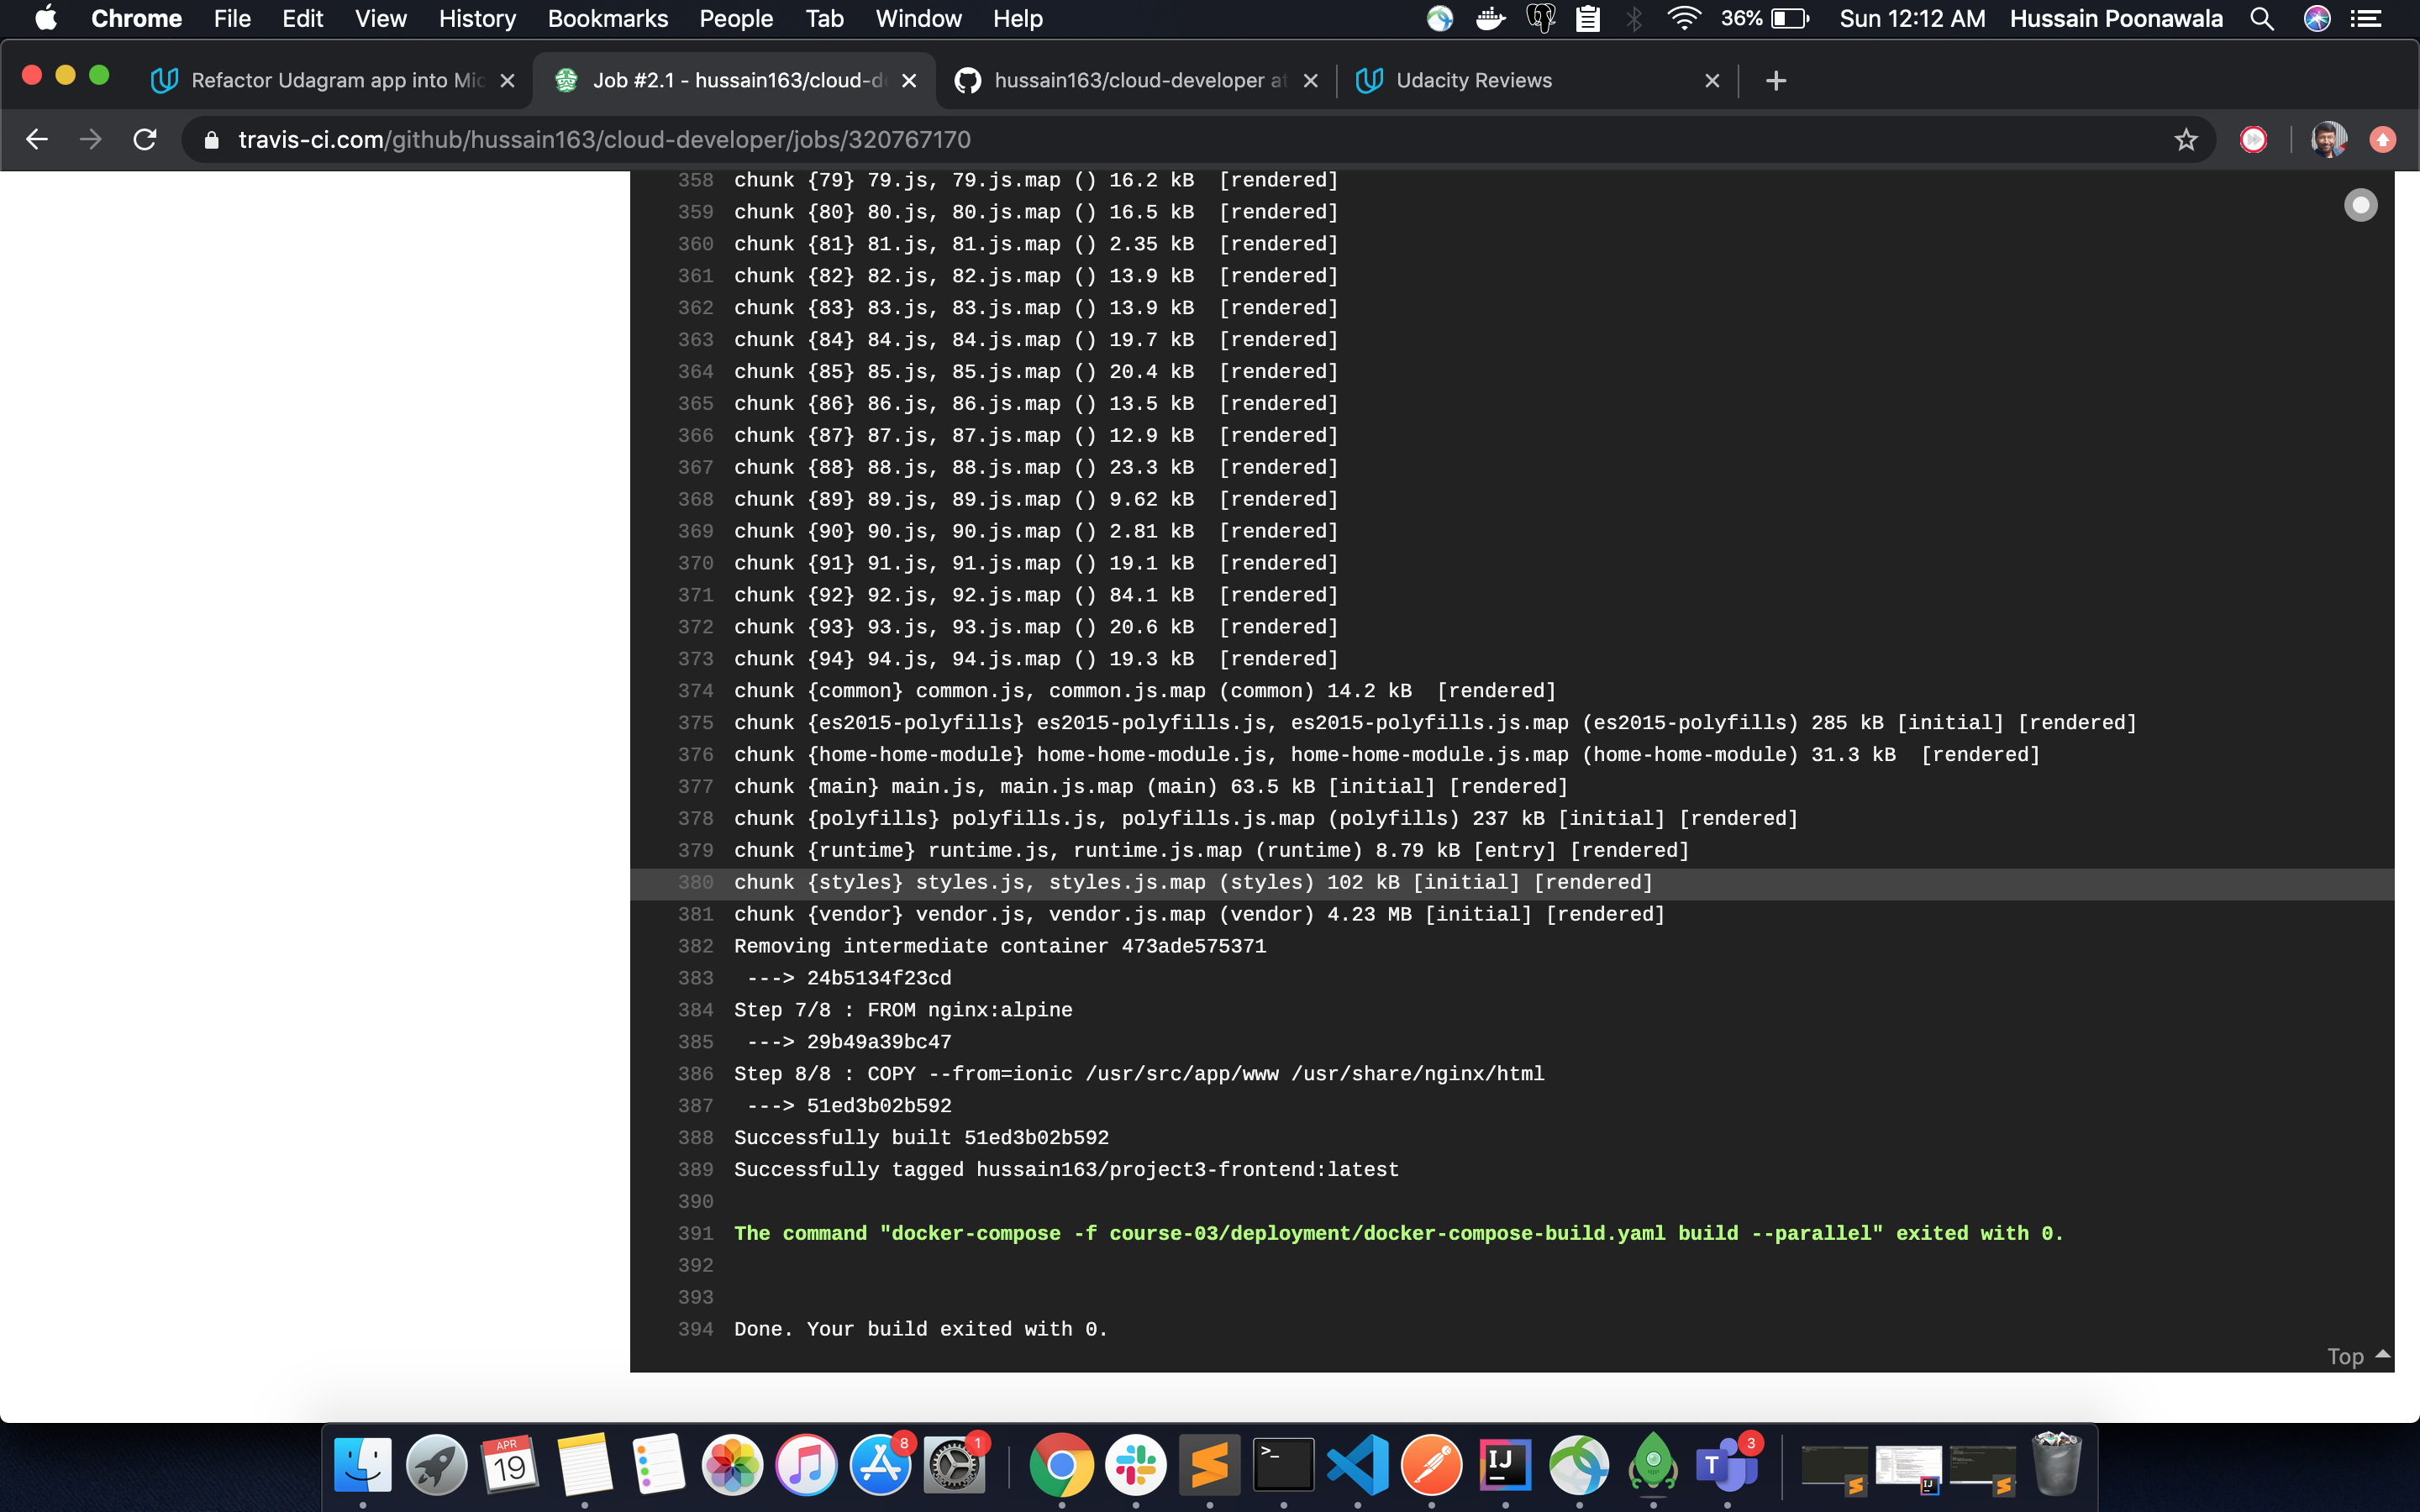 Chrome File Edit View History Bookmarks People Tab Window Help 36% Sun 12:12 AM Hussain Poonawala
Refactor Udagram app into Mic Job #2.1 - hussain163/cloud-de hussain163/cloud-developer at Udacity Reviews
travis-ci.com/github/hussain163/cloud-developer/jobs/320767170
358 chunk {79} 79.js, 79.js.map () 16.2 kB [rendered]
359 chunk {80} 80.js, 80.js.map () 16.5 kB [rendered]
360 chunk {81} 81.js, 81.js.map () 2.35 kB [rendered]
361 chunk {82} 82.js, 82.js.map () 13.9 kB [rendered]
362 chunk {83} 83.js, 83.js.map () 13.9 kB [rendered]
363 chunk {84} 84.js, 84.js.map () 19.7 kB [rendered]
364 chunk {85} 85.js, 85.js.map () 20.4 kB [rendered]
365 chunk {86} 86.js, 86.js.map () 13.5 kB [rendered]
366 chunk {87} 87.js, 87.js.map () 12.9 kB [rendered]
367 chunk {88} 88.js, 88.js.map () 23.3 kB [rendered]
368 chunk {89} 89.js, 89.js.map () 9.62 kB [rendered]
369 chunk {90} 90.js, 90.js.map () 2.81 kB [rendered]
370 chunk {91} 91.js, 91.js.map () 19.1 kB [rendered]
371 chunk {92} 92.js, 92.js.map () 84.1 kB [rendered]
372 chunk {93} 93.js, 93.js.map () 20.6 kB [rendered]
373 chunk {94} 94.js, 94.js.map () 19.3 kB [rendered]
374 chunk {common} common.js, common.js.map (common) 14.2 kB [rendered]
375 chunk {es2015-polyfills} es2015-polyfills.js, es2015-polyfills.js.map (es2015-polyfills) 285 kB [initial] [rendered]
376 chunk {home-home-module} home-home-module.js, home-home-module.js.map (home-home-module) 31.3 kB [rendered]
377 chunk {main} main.js, main.js.map (main) 63.5 kB [initial] [rendered]
378 chunk {polyfills} polyfills.js, polyfills.js.map (polyfills) 237 kB [initial] [rendered]
379 chunk {runtime} runtime.js, runtime.js.map (runtime) 8.79 kB [entry] [rendered]
380 chunk {styles} styles.js, styles.js.map (styles) 102 kB [initial] [rendered]
381 chunk {vendor} vendor.js, vendor.js.map (vendor) 4.23 MB [initial] [rendered]
382 Removing intermediate container 473ade575371
383 ---> 24b5134f23cd
384 Step 7/8 : FROM nginx:alpine
385 ---> 29b49a39bc47
386 Step 8/8 : COPY --from=ionic /usr/src/app/www /usr/share/nginx/html
387 ---> 51ed3b02b592
388 Successfully built 51ed3b02b592
389 Successfully tagged hussain163/project3-frontend:latest
390
391 The command "docker-compose -f course-03/deployment/docker-compose-build.yaml build --parallel" exited with 0.
392
393
394 Done. Your build exited with 0.
Top
APR
19
8
1
>_
IJ
T
3